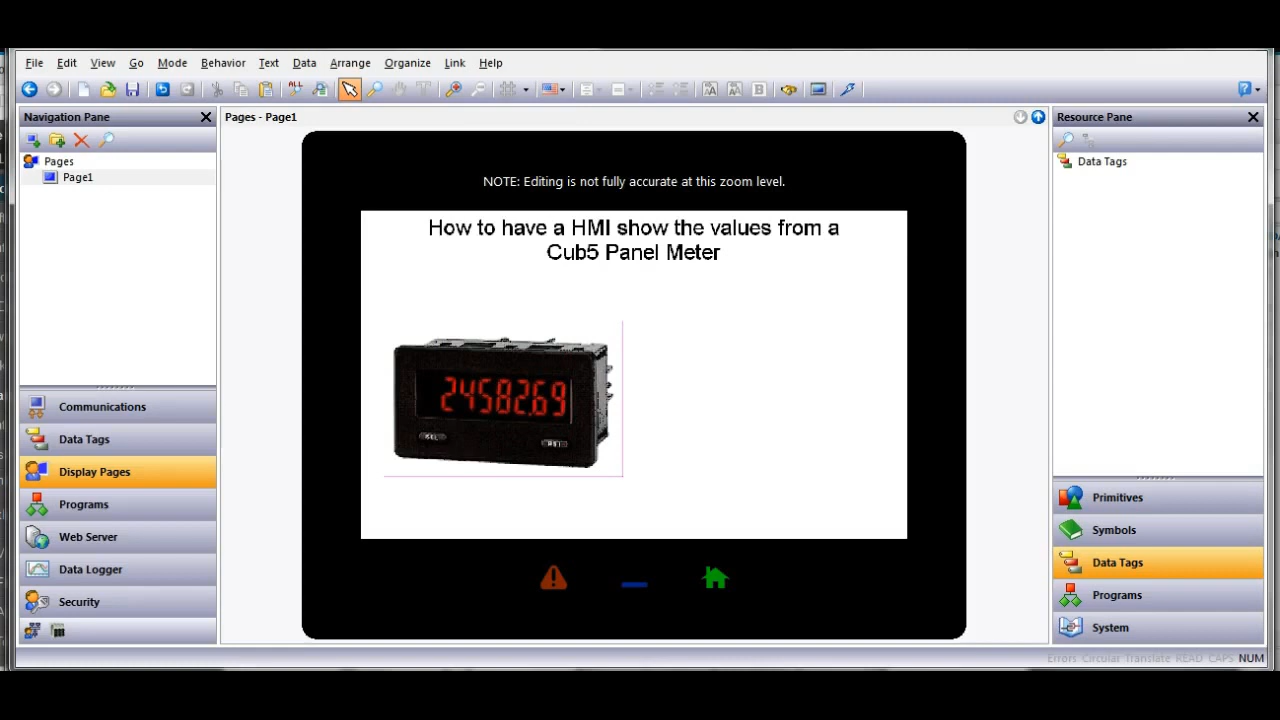 File Edit View Go Mode Behavior Text Data Arrange Organize Link Help
Navigation Pane
Pages - Page1
Resource Pane
Pages
Page1
Data Tags
NOTE: Editing is not fully accurate at this zoom level.
How to have a HMI show the values from a
Cub5 Panel Meter
24582.69
SEL
Communications
Data Tags
Display Pages
Programs
Web Server
Data Logger
Security
Primitives
Symbols
Data Tags
Programs
System
Errors Circular Translate READ CAPS NUM